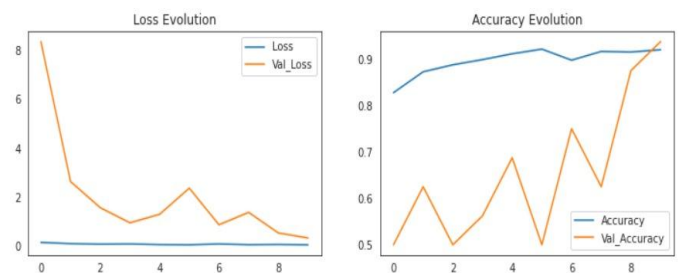 Loss Evolution
Loss
Val_Loss
8
6
4
2
0
0 2 4 6 8
Accuracy Evolution
0.9
0.8
0.7
0.6
0.5
Accuracy
Val_Accuracy
0 2 4 6 8